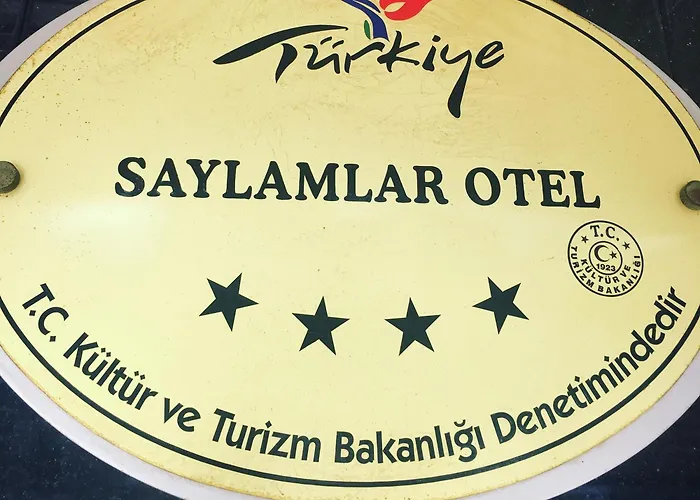 Türkiye
SAYLAMLAR OTEL
T.C.
1923
KÜLTÜR VE
TURİZM BAKANLIĞI
T.C. Kültür ve Turizm Bakanlığı Denetimindedir